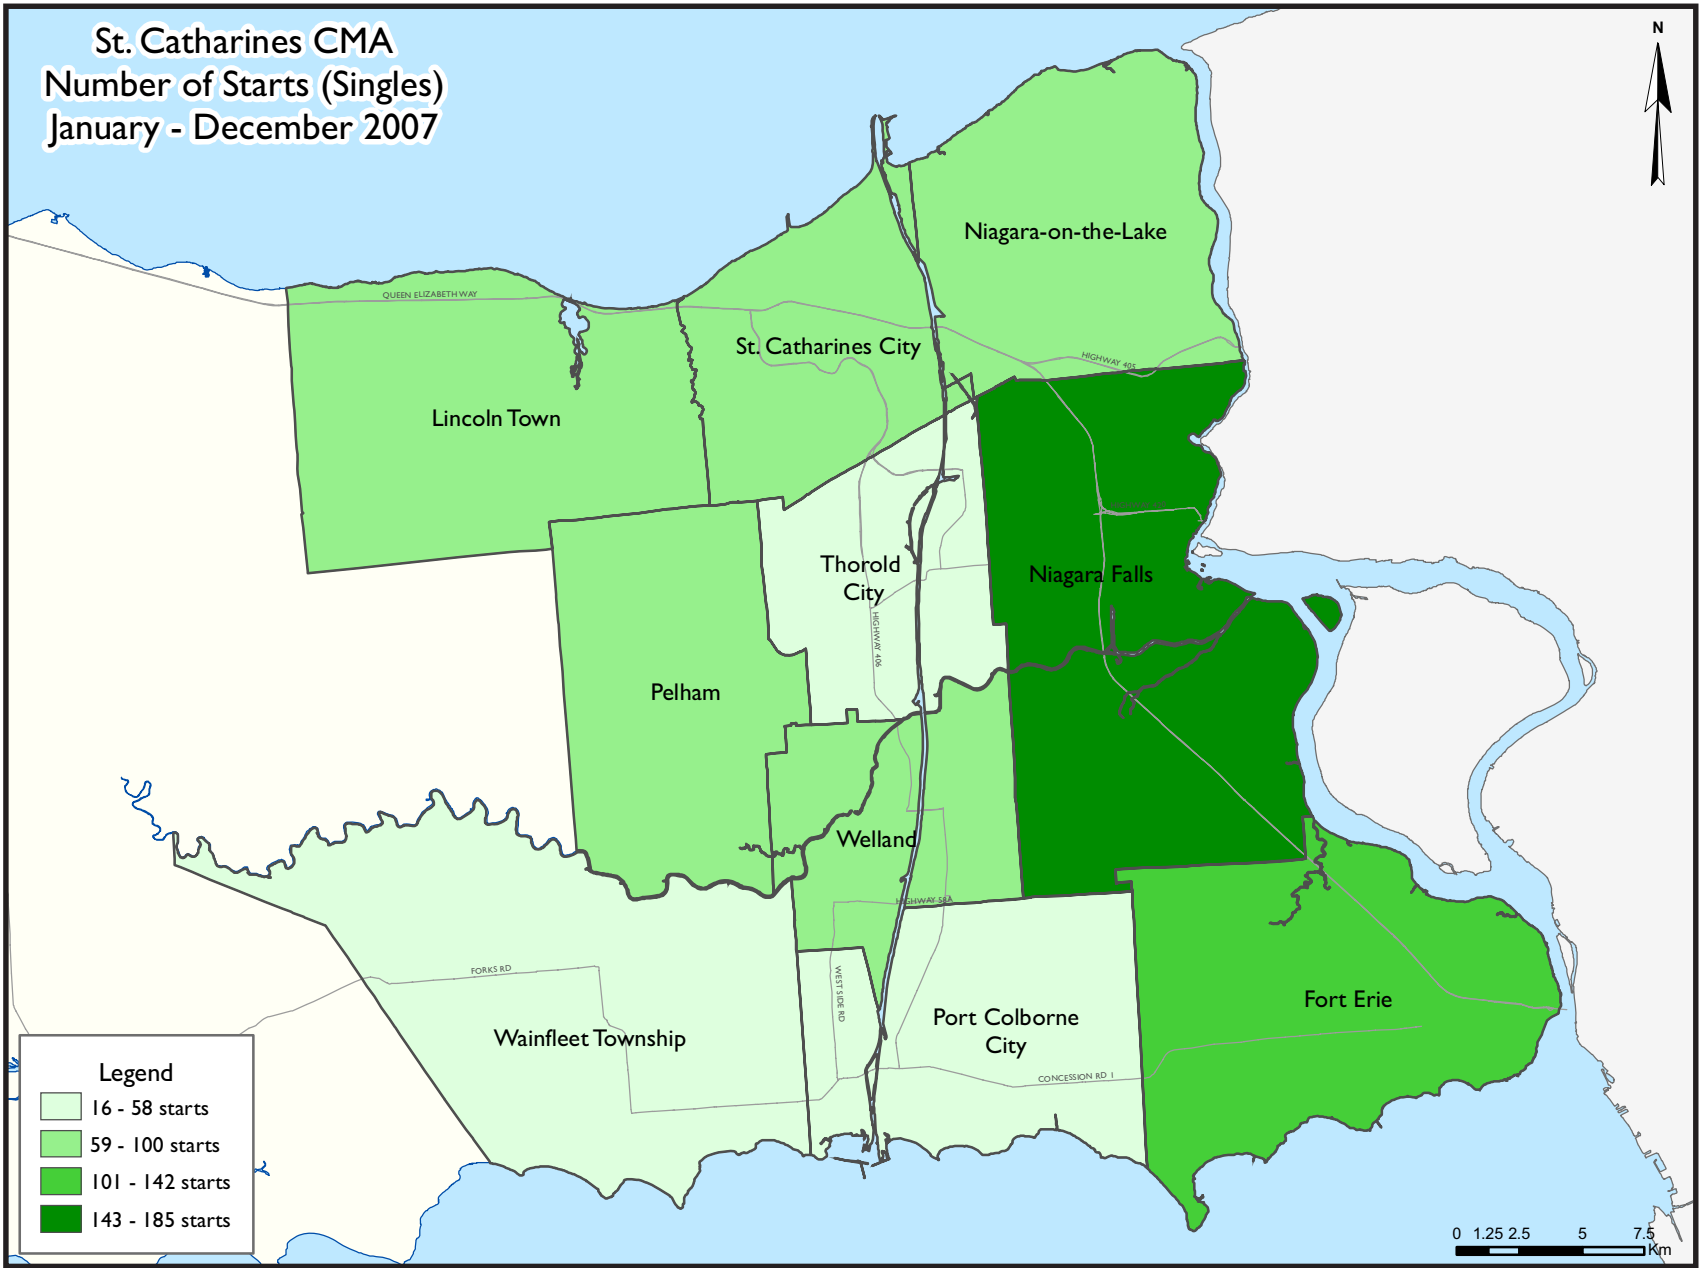 St. Catharines CMA
Number of Starts (Singles)
January - December 2007
N
Niagara-on-the-Lake
QUEEN ELIZABETH WAY
St. Catharines City
HIGHWAY 405
Lincoln Town
Thorold
City
Niagara Falls
HIGHWAY 406
Pelham
Welland
HIGHWAY 58A
FORKS RD
WEST SIDE RD
Fort Erie
Port Colborne
City
Wainfleet Township
CONCESSION RD 1
Legend
16 - 58 starts
59 - 100 starts
101 - 142 starts
143 - 185 starts
0 1.25 2.5 5 7.5
Km